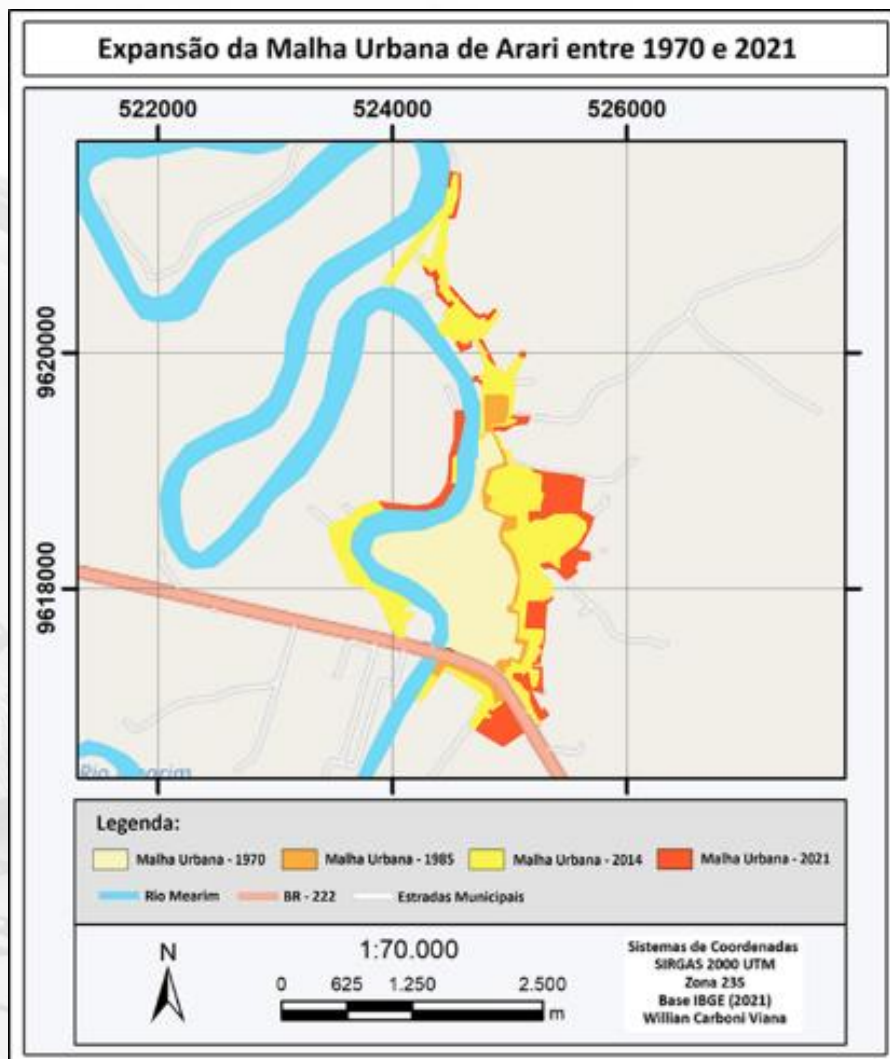 Expansão da Malha Urbana de Arari entre 1970 e 2021
522000 524000 526000
9620000
9618000
Rio Mearim
Legenda:
Malha Urbana - 1970 Malha Urbana - 1985 Malha Urbana - 2014 Malha Urbana - 2021
Rio Mearim BR - 222 Estradas Municipais
N
1:70.000
0 625 1.250 2.500
m
Sistemas de Coordenadas
SIRGAS 2000 UTM
Zona 23S
Base IBGE (2021)
Willian Carboni Viana